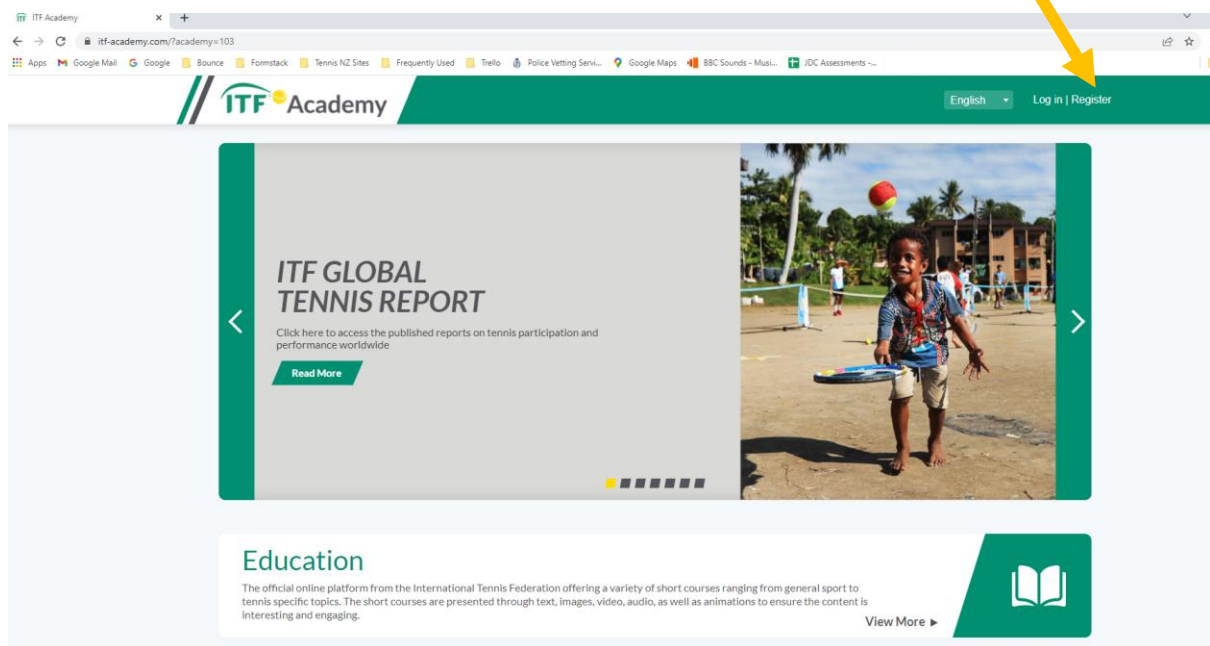 ITF Academy
itf-academy.com/?academy=103
Apps Google Mail Google Bounce Formstack Tennis NZ Sites Frequently Used Trello Police Vetting Servi... Google Maps BBC Sounds - Musi... JDC Assessments -...
ITF Academy
English Log in | Register
ITF GLOBAL
TENNIS REPORT
Click here to access the published reports on tennis participation and
performance worldwide
Read More
Education
The official online platform from the International Tennis Federation offering a variety of short courses ranging from general sport to
tennis specific topics. The short courses are presented through text, images, video, audio, as well as animations to ensure the content is
interesting and engaging.
View More